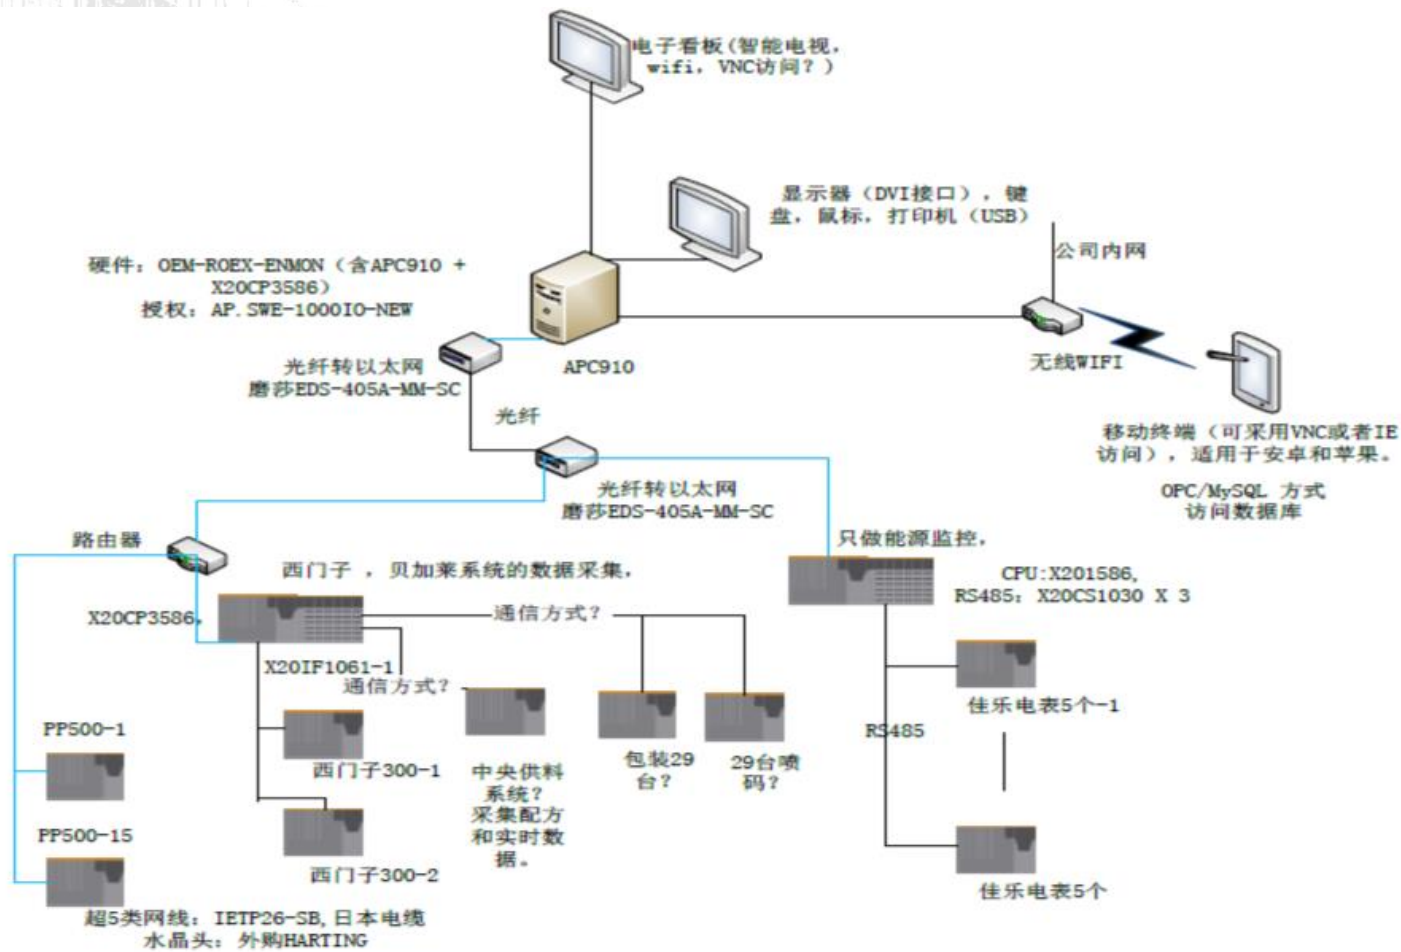 电子看板(智能电视，
wifi，VNC访问？)
显示器（DVI接口），键
盘，鼠标，打印机（USB）
公司内网
硬件：OEM-ROEX-ENMON（含APC910 +
X20CP3586）
授权：AP.SWE-1000IO-NEW
光纤转以太网
磨莎EDS-405A-MM-SC
APC910
无线WIFI
光纤
移动终端（可采用VNC或者IE
访问），适用于安卓和苹果。
OPC/MySQL 方式
访问数据库
光纤转以太网
磨莎EDS-405A-MM-SC
路由器
只做能源监控，
西门子 ，贝加莱系统的数据采集，
CPU:X201586,
RS485：X20CS1030 X 3
X20CP3586，
通信方式？
X20IF1061-1
通信方式？
佳乐电表5个-1
PP500-1
RS485
西门子300-1
中央供料
系统？
采集配方
和实时数
据。
包装29
台？
29台喷
码？
PP500-15
西门子300-2
佳乐电表5个
超5类网线：IETP26-SB,日本电缆
水晶头：外购HARTING